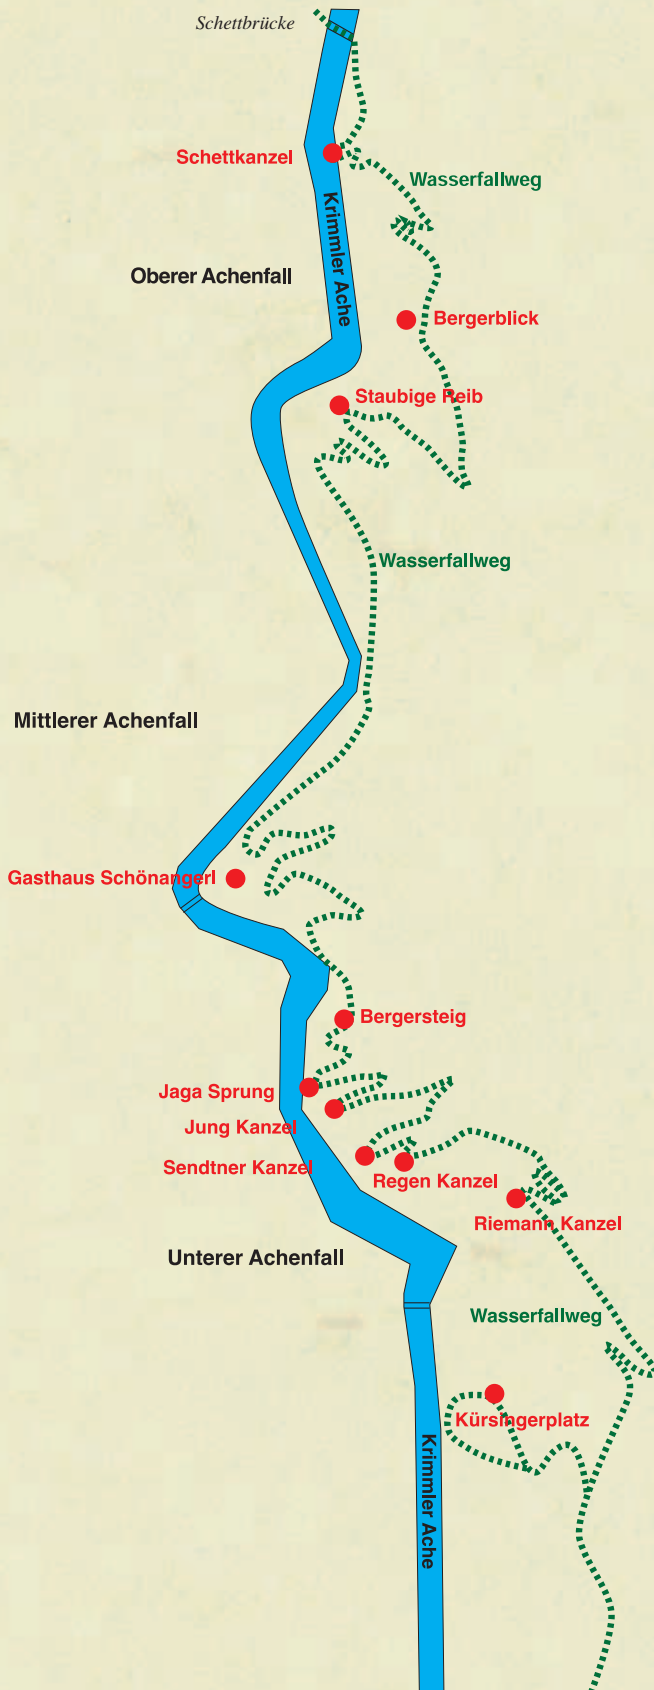 Schettbrücke
Schettkanzel
Wasserfallweg
Krimmler Ache
Oberer Achenfall
Bergerblick
Staubige Reib
Wasserfallweg
Mittlerer Achenfall
Gasthaus Schönangerl
Bergersteig
Jaga Sprung
Jung Kanzel
Sendtner Kanzel
Regen Kanzel
Riemann Kanzel
Unterer Achenfall
Wasserfallweg
Kürsingerplatz
Krimmler Ache